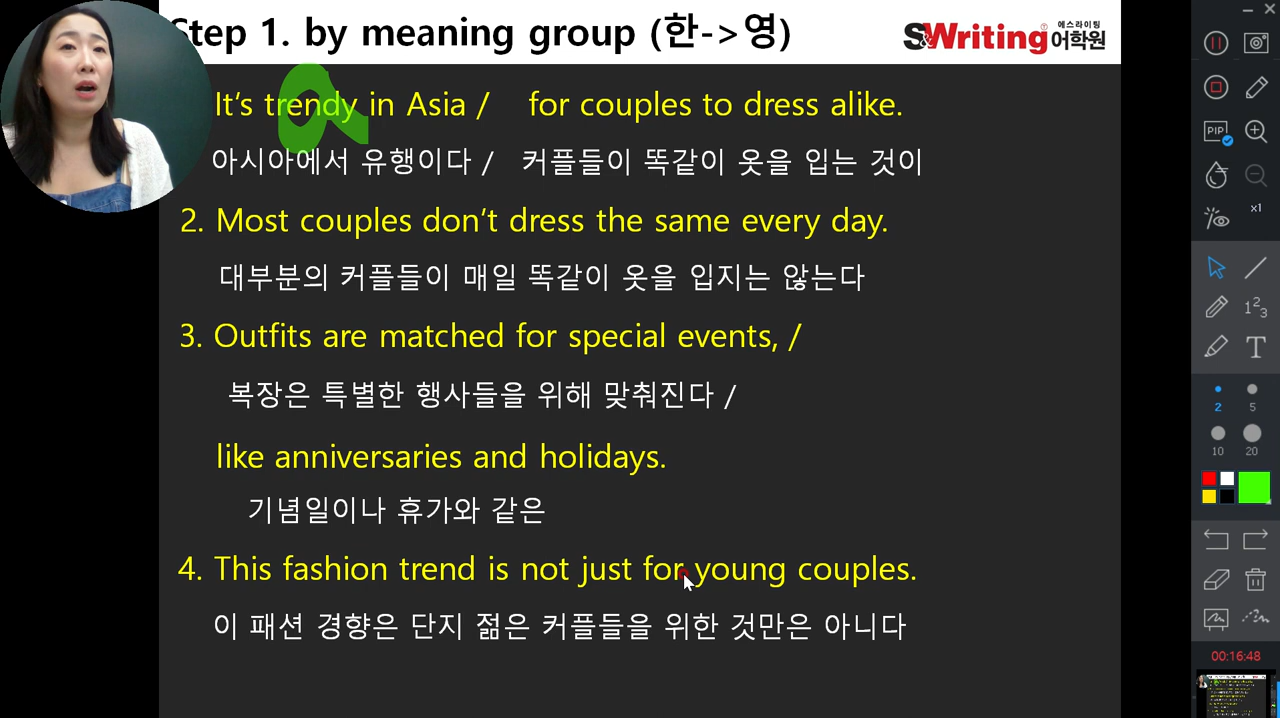 Step 1. by meaning group (한->영)
에스라이팅
S&Writing어학원
It's trendy in Asia / for couples to dress alike.
아시아에서 유행이다 / 커플들이 똑같이 옷을 입는 것이
2. Most couples don't dress the same every day.
대부분의 커플들이 매일 똑같이 옷을 입지는 않는다
3. Outfits are matched for special events, /
복장은 특별한 행사들을 위해 맞춰진다 /
like anniversaries and holidays.
기념일이나 휴가와 같은
4. This fashion trend is not just for young couples.
이 패션 경향은 단지 젊은 커플들을 위한 것만은 아니다
PIP
x1
1 2 3
T
2 5
10 20
00:16:48